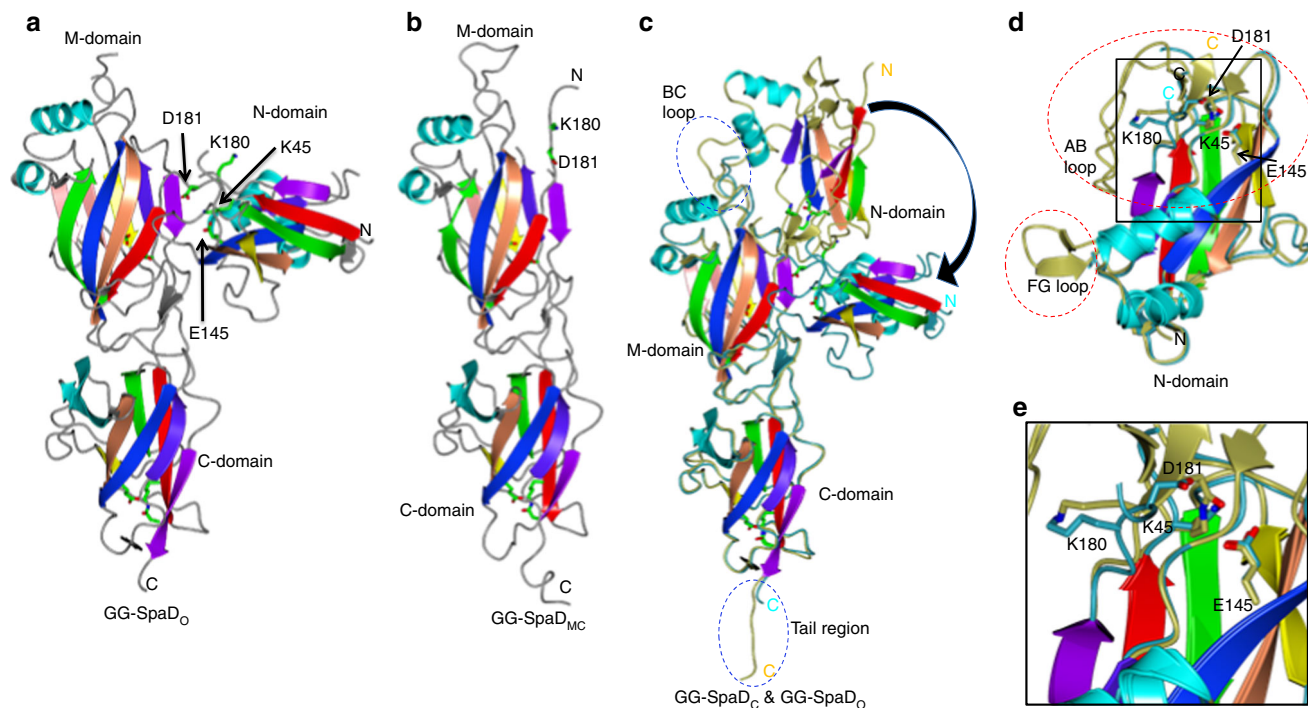 a
M-domain
D181
N-domain
K180
K45
N
E145
C-domain
C
GG-SpaD_O
b
M-domain
N
K180
D181
C-domain
C
GG-SpaD_MC
c
BC
loop
N
N-domain
N
M-domain
C-domain
C
Tail region
C
GG-SpaD_C & GG-SpaD_O
d
D181
C
C
C
K180
K45
AB
loop
E145
FG loop
N
N-domain
e
D181
K45
K180
E145